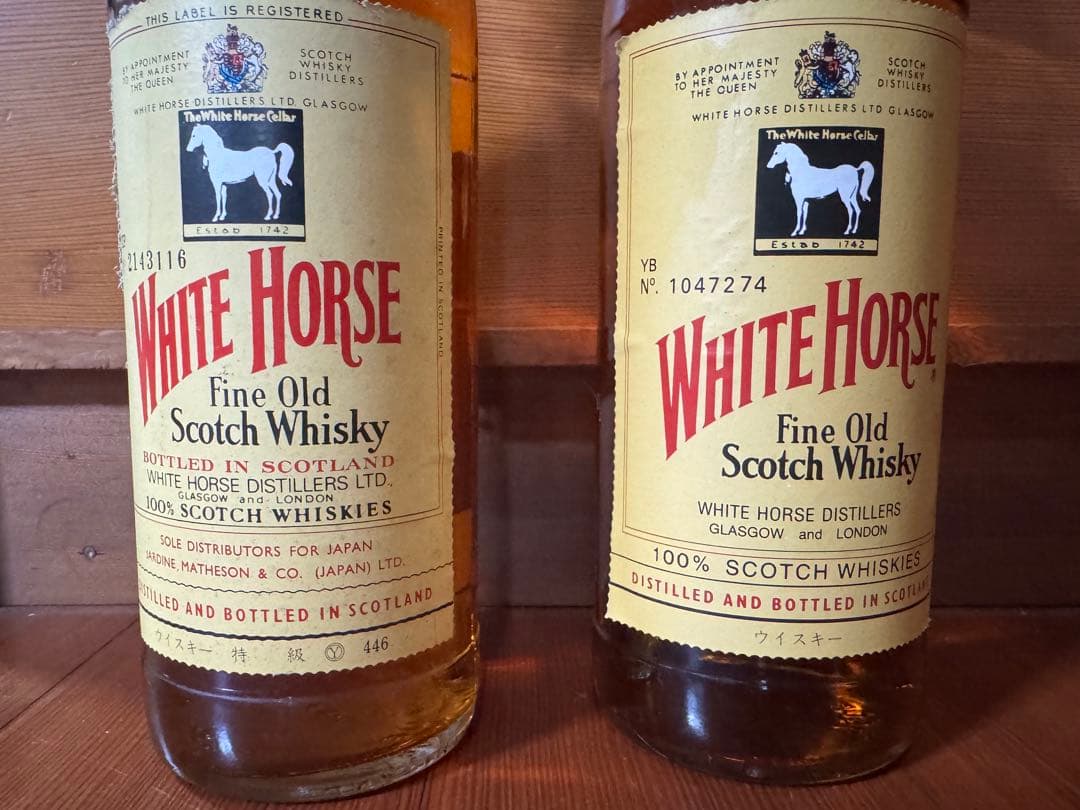 THIS LABEL IS REGISTERED
BY APPOINTMENT
TO HER MAJESTY
THE QUEEN
SCOTCH
WHISKY
DISTILLERS
WHITE HORSE DISTILLERS LTD. GLASGOW
The White Horse Cellar
Estab 1742
2143116
WHITE HORSE
Fine Old
Scotch Whisky
BOTTLED IN SCOTLAND
WHITE HORSE DISTILLERS LTD.,
GLASGOW and LONDON
100% SCOTCH WHISKIES
SOLE DISTRIBUTORS FOR JAPAN
JARDINE, MATHESON & CO. (JAPAN) LTD.
DISTILLED AND BOTTLED IN SCOTLAND
ウイスキー 特 級 Ⓨ 446
PRINTED IN SCOTLAND
BY APPOINTMENT
TO HER MAJESTY
THE QUEEN
SCOTCH
WHISKY
DISTILLERS
WHITE HORSE DISTILLERS LTD GLASGOW
The White Horse Cellar
Estab 1742
YB
Nº. 1047274
WHITE HORSE
Fine Old
Scotch Whisky
WHITE HORSE DISTILLERS
GLASGOW and LONDON
100% SCOTCH WHISKIES
DISTILLED AND BOTTLED IN SCOTLAND
ウイスキー